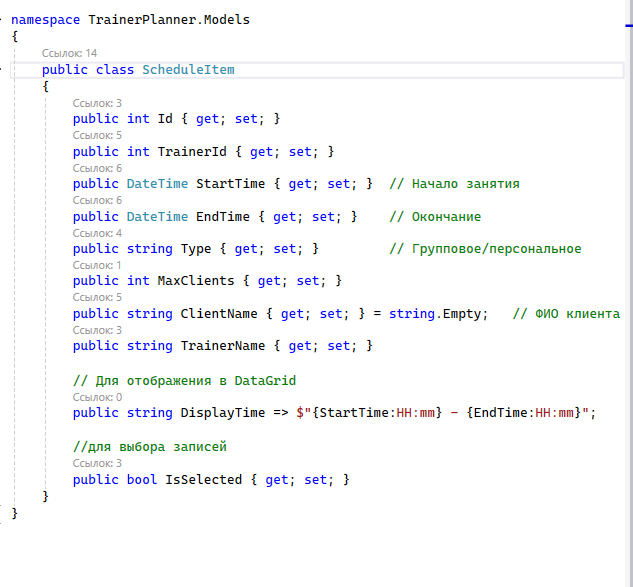 namespace TrainerPlanner.Models
{
Ссылок: 14
public class ScheduleItem
{
Ссылок: 3
public int Id { get; set; }
Ссылок: 5
public int TrainerId { get; set; }
Ссылок: 6
public DateTime StartTime { get; set; }  // Начало занятия
Ссылок: 6
public DateTime EndTime { get; set; }    // Окончание
Ссылок: 4
public string Type { get; set; }         // Групповое/персональное
Ссылок: 1
public int MaxClients { get; set; }
Ссылок: 5
public string ClientName { get; set; } = string.Empty;   // ФИО клиента
Ссылок: 3
public string TrainerName { get; set; }
// Для отображения в DataGrid
Ссылок: 0
public string DisplayTime => $"{StartTime:HH:mm} - {EndTime:HH:mm}";
//для выбора записей
Ссылок: 3
public bool IsSelected { get; set; }
}
}